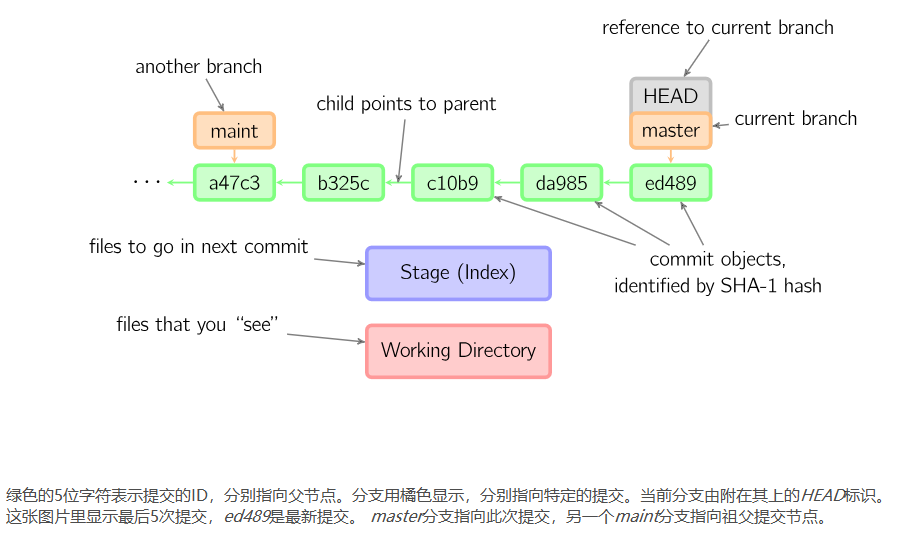 reference to current branch
another branch
HEAD
child points to parent
maint
master
current branch
...
a47c3
b325c
c10b9
da985
ed489
files to go in next commit
Stage (Index)
commit objects,
identified by SHA-1 hash
files that you “see”
Working Directory
绿色的5位字符表示提交的ID，分别指向父节点。分支用橘色显示，分别指向特定的提交。当前分支由附在其上的HEAD标识。
这张图片里显示最后5次提交，ed489是最新提交。 master分支指向此次提交，另一个maint分支指向祖父提交节点。